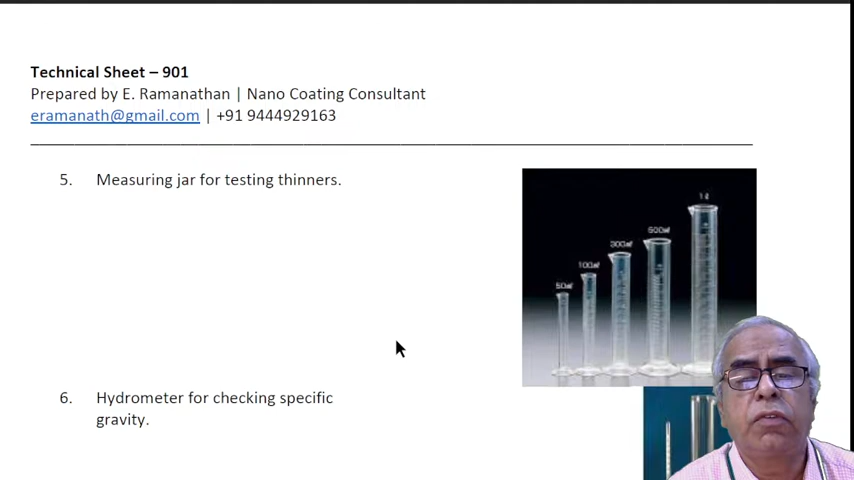 Technical Sheet – 901
Prepared by E. Ramanathan | Nano Coating Consultant
eramanath@gmail.com | +91 9444929163
5. Measuring jar for testing thinners.
1ℓ
500㎖
300㎖
100㎖
50㎖
6. Hydrometer for checking specific
gravity.